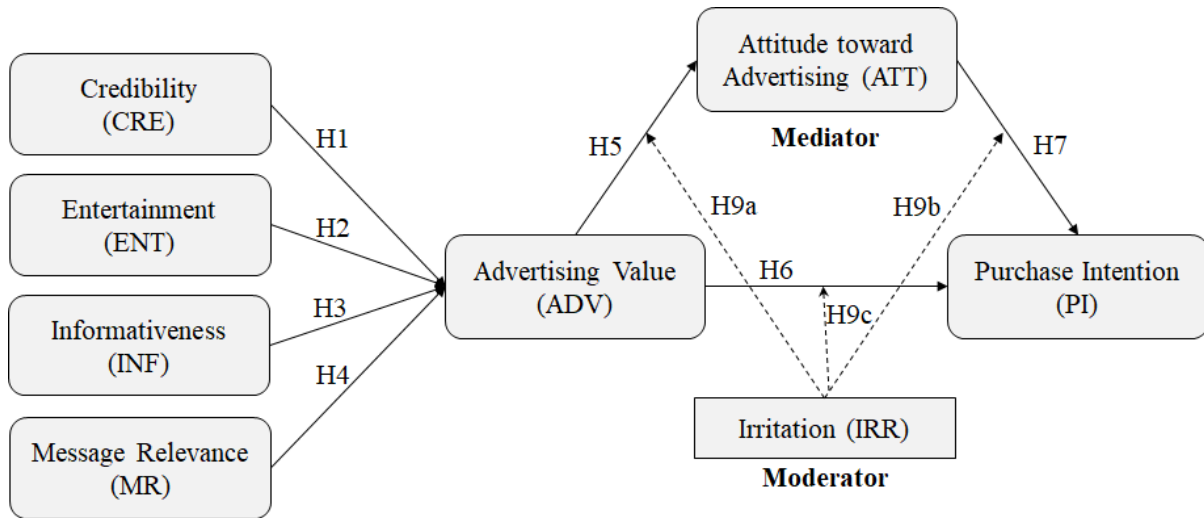 Credibility
(CRE)
Entertainment
(ENT)
Informativeness
(INF)
Message Relevance
(MR)
H1
H2
H3
H4
Advertising Value
(ADV)
H5
Attitude toward
Advertising (ATT)
Mediator
H7
H9a
H9b
H6
H9c
Purchase Intention
(PI)
Irritation (IRR)
Moderator